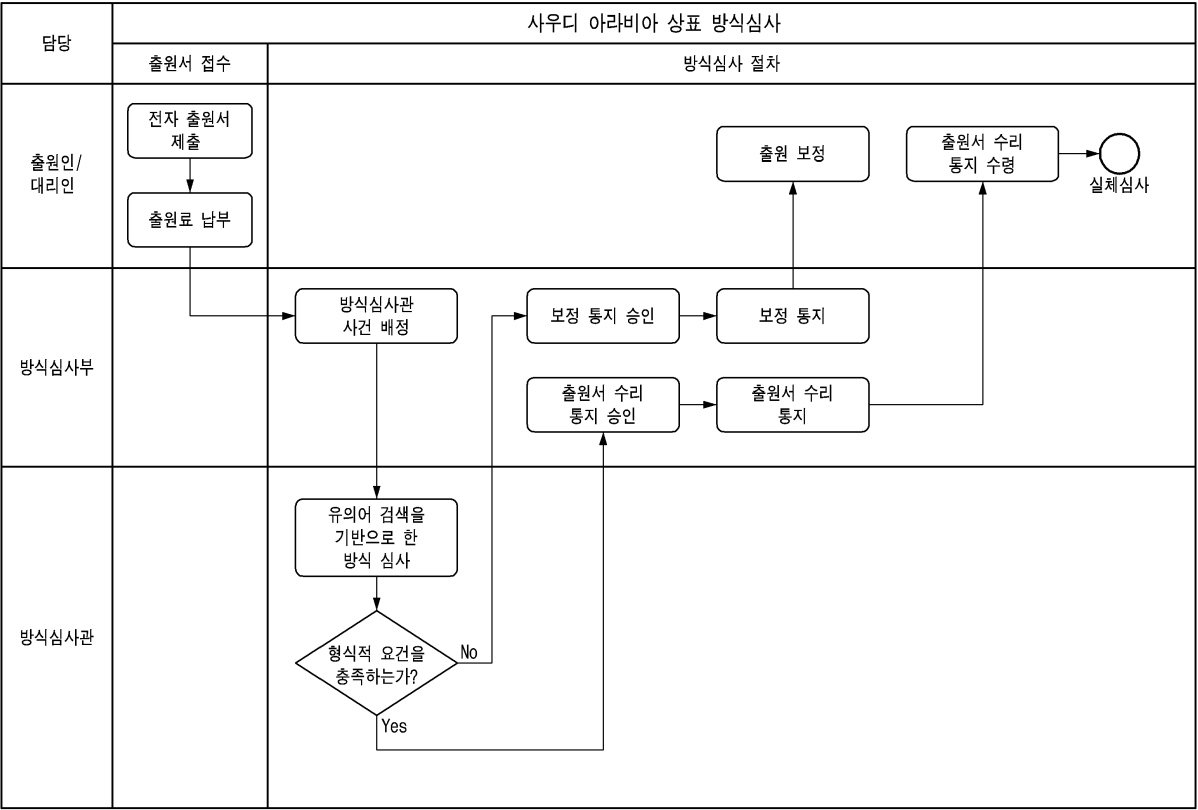 담당
사우디 아라비아 상표 방식심사
출원서 접수
방식심사 절차
출원인/
대리인
전자 출원서
제출
출원료 납부
출원 보정
출원서 수리
통지 수령
실체심사
방식심사부
방식심사관
사건 배정
보정 통지 승인
보정 통지
출원서 수리
통지 승인
출원서 수리
통지
방식심사관
유의어 검색을
기반으로 한
방식 심사
형식적 요건을
충족하는가?
No
Yes